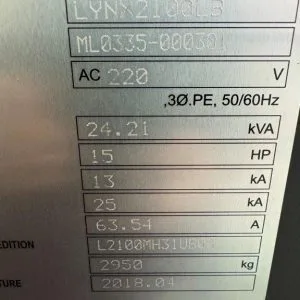 LYNX2100LB
ML0335-000301
AC 220 V
,3Ø.PE, 50/60Hz
24.21 kVA
15 HP
13 kA
25 kA
63.54 A
EDITION L2100MH31UB00
2950 kg
TURE 2018.04